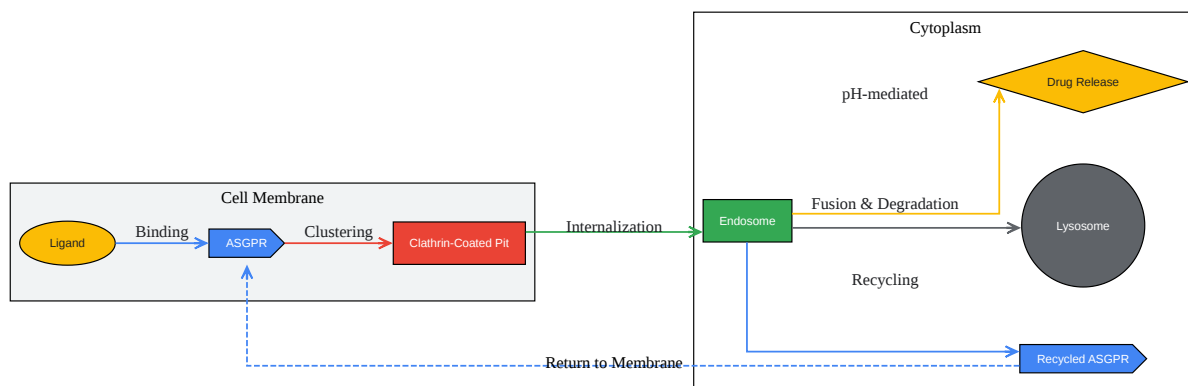 Cytoplasm
Drug Release
pH-mediated
Cell Membrane
Fusion & Degradation
Endosome
Ligand
Binding
ASGPR
Clustering
Clathrin-Coated Pit
Internalization
Lysosome
Recycling
Return to Membrane
Recycled ASGPR